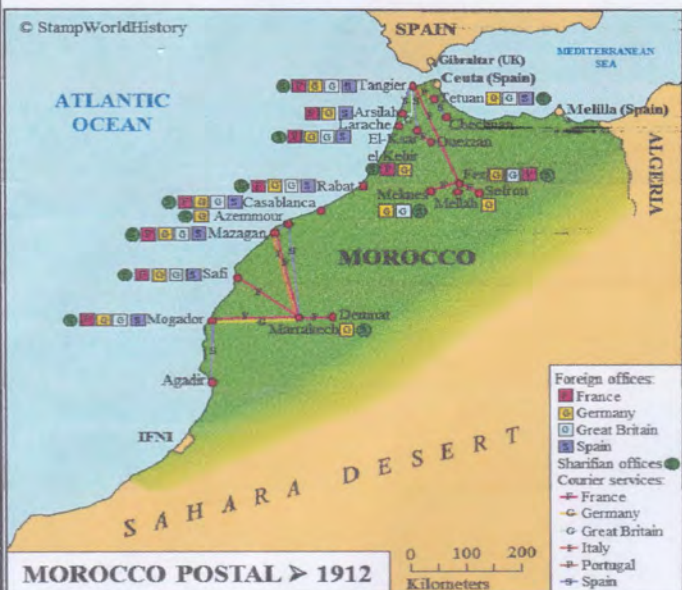 © StampWorldHistory
SPAIN
Gibraltar (UK)
Ceuta (Spain)
MEDITERRANEAN
SEA
ATLANTIC
OCEAN
Tangier
Tetuan
Melilla (Spain)
Arsilah
Larache
El-Ksar
el Kebir
Chechuan
Ouezzan
ALGERIA
Fez
Rabat
Meknes
Mellah
Sefrou
Casablanca
Azemmour
Mazagan
MOROCCO
Safi
Mogador
Marrakech
Demnat
Agadir
IFNI
SAHARA DESERT
Foreign offices:
F France
G Germany
G Great Britain
S Spain
Sharifian offices S
Courier services:
F France
G Germany
G Great Britain
I Italy
P Portugal
S Spain
MOROCCO POSTAL > 1912
0 100 200
Kilometers